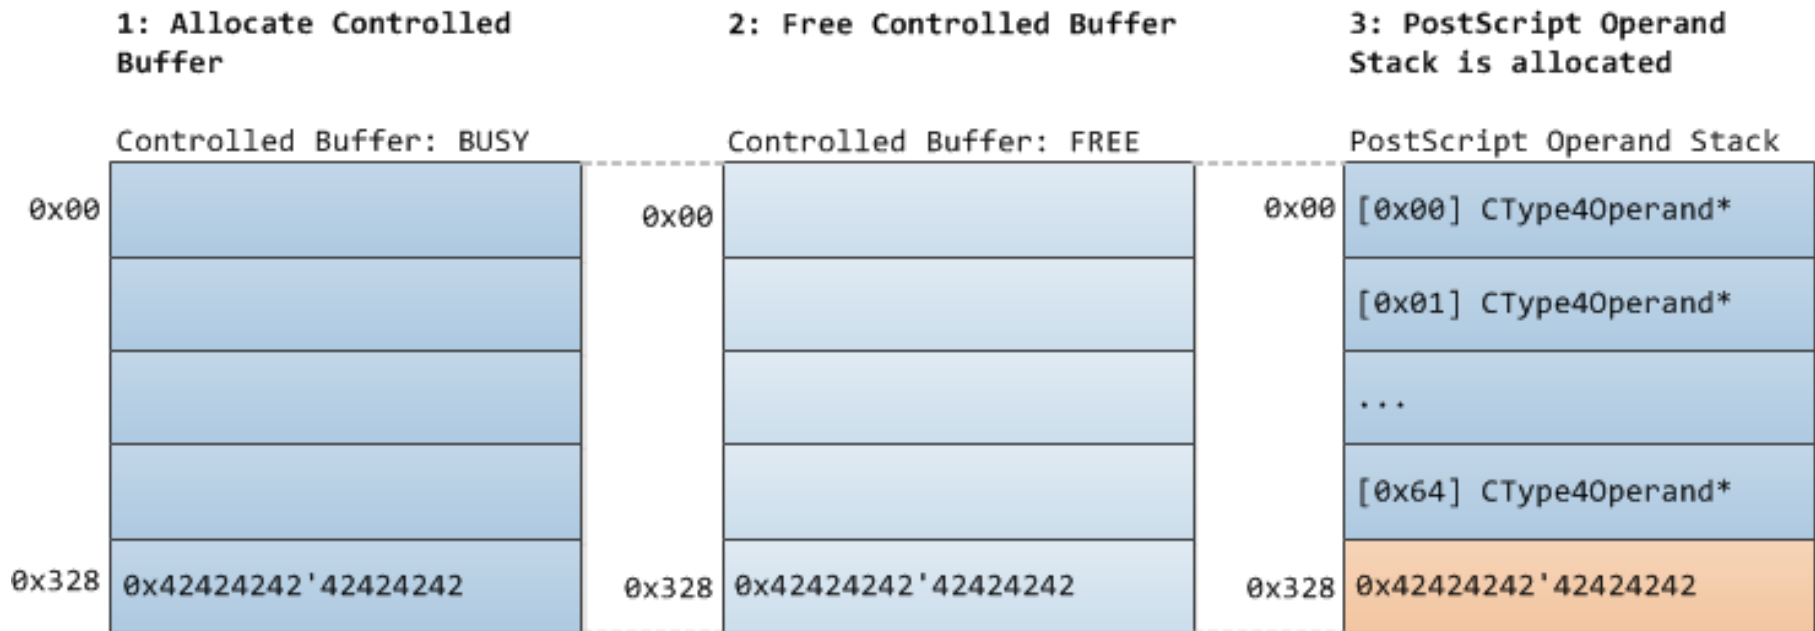 1: Allocate Controlled
Buffer
2: Free Controlled Buffer
3: PostScript Operand
Stack is allocated
Controlled Buffer: BUSY
Controlled Buffer: FREE
PostScript Operand Stack
0x00
0x00
0x00
[0x00] CType4Operand*
[0x01] CType4Operand*
...
[0x64] CType4Operand*
0x328
0x42424242'42424242
0x328
0x42424242'42424242
0x328
0x42424242'42424242